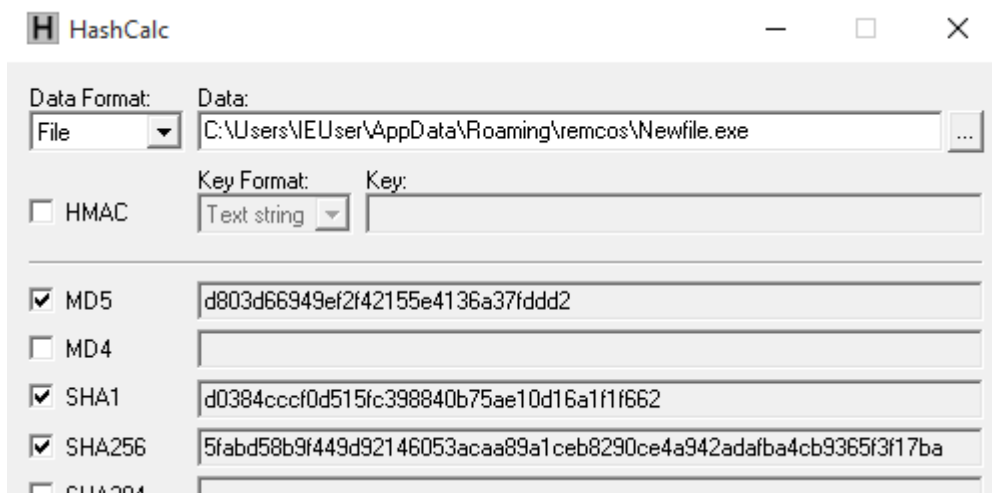 H HashCalc
Data Format: Data:
File C:\Users\IEUser\AppData\Roaming\remcos\Newfile.exe ...
Key Format: Key:
HMAC Text string
MD5 d803d66949ef2f42155e4136a37fddd2
MD4
SHA1 d0384cccf0d515fc398840b75ae10d16a1f1f662
SHA256 5fabd58b9f449d92146053acaa89a1ceb8290ce4a942adafba4cb9365f3f17ba